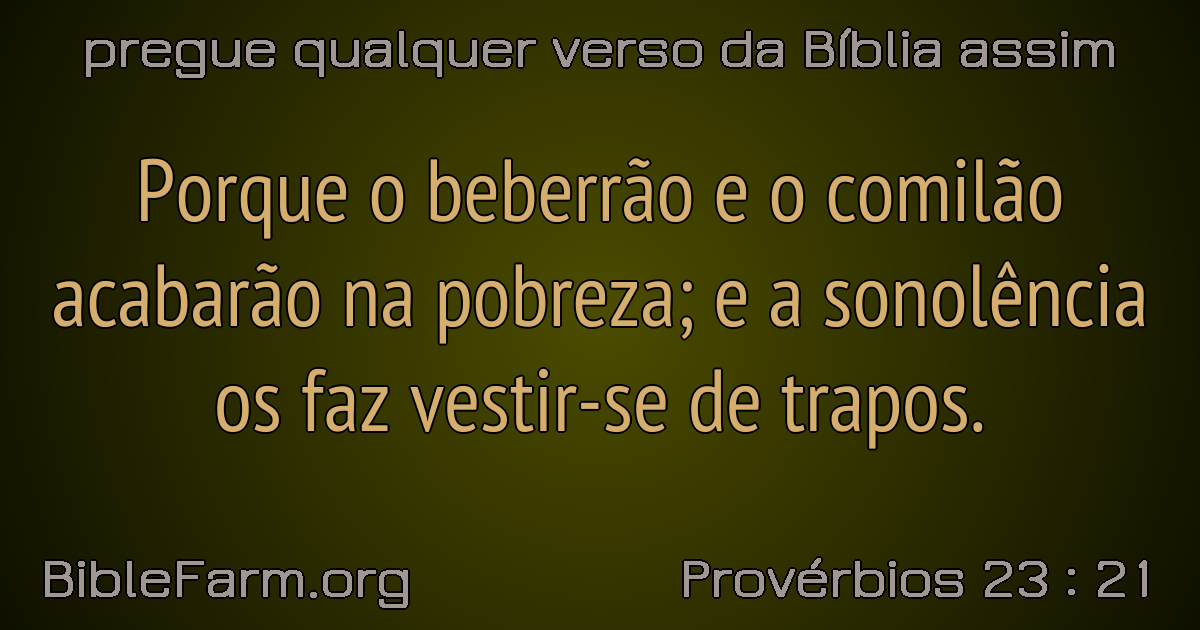 pregue qualquer verso da Bíblia assim
Porque o beberrão e o comilão
acabarão na pobreza; e a sonolência
os faz vestir-se de trapos.
BibleFarm.org
Provérbios 23 : 21